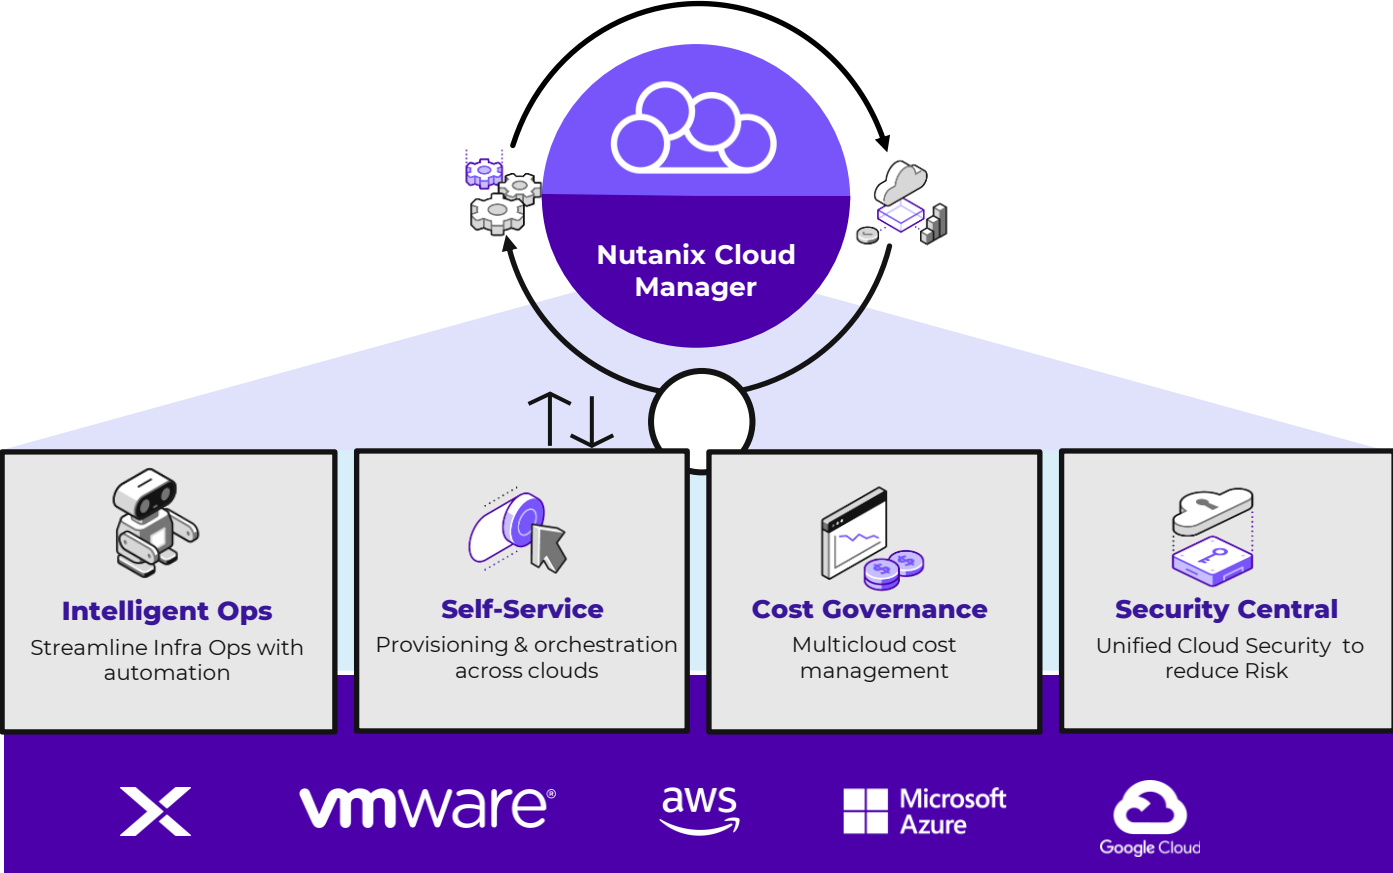 Nutanix Cloud
Manager
Intelligent Ops
Streamline Infra Ops with
automation
Self-Service
Provisioning & orchestration
across clouds
Cost Governance
Multicloud cost
management
Security Central
Unified Cloud Security to
reduce Risk
vmware®
aws
Microsoft
Azure
Google Cloud